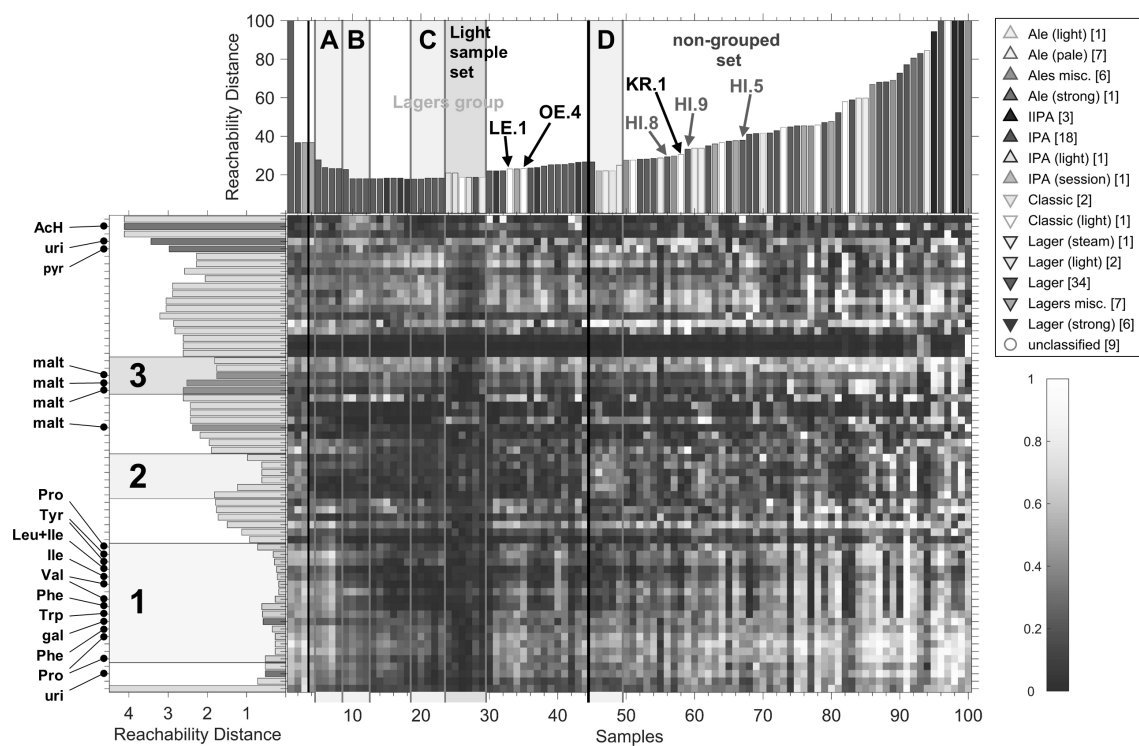 100
80
60
40
20
Reachability Distance
A
B
C
Light
sample
set
D
Lagers group
non-grouped
set
LE.1
OE.4
KR.1
HI.8
HI.9
HI.5
Ale (light) [1]
Ale (pale) [7]
Ales misc. [6]
Ale (strong) [1]
IIPA [3]
IPA [18]
IPA (light) [1]
IPA (session) [1]
Classic [2]
Classic (light) [1]
Lager (steam) [1]
Lager (light) [2]
Lager [34]
Lagers misc. [7]
Lager (strong) [6]
unclassified [9]
AcH
uri
pyr
malt
malt
malt
malt
Pro
Tyr
Leu+Ile
Ile
Val
Phe
Trp
gal
Phe
Pro
uri
3
2
1
1
0.8
0.6
0.4
0.2
0
4 3 2 1
Reachability Distance
10 20 30 40 50 60 70 80 90 100
Samples